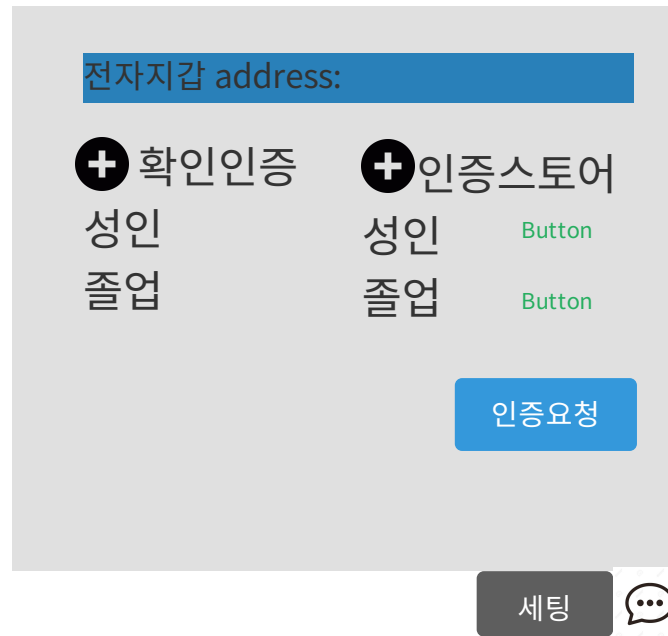 전자지갑 address:
확인인증
성인
졸업
인증스토어
성인 Button
졸업 Button
인증요청
세팅